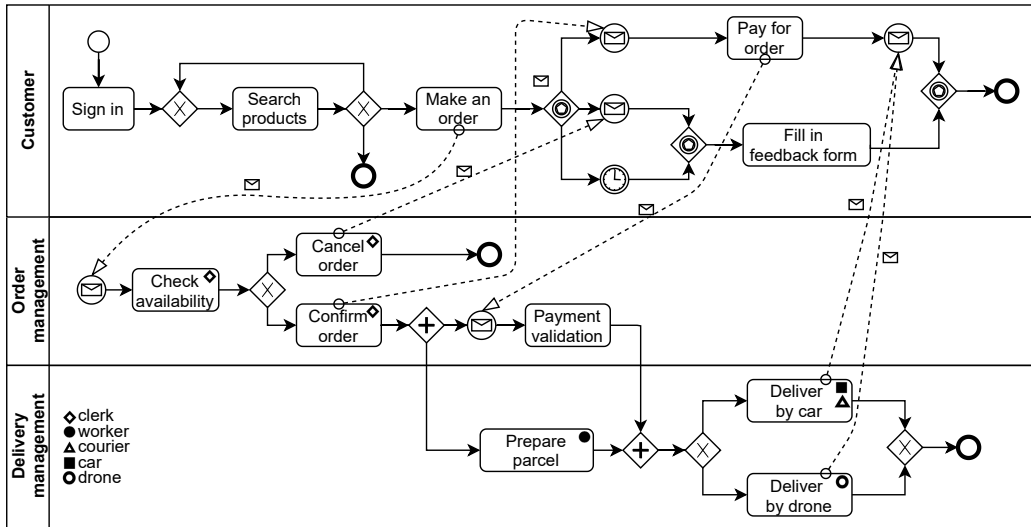 Customer
Sign in
Search
products
Make an
order
Pay for
order
Fill in
feedback form
Order
management
Check
availability
Cancel
order
Confirm
order
Payment
validation
Delivery
management
clerk
worker
courier
car
drone
Prepare
parcel
Deliver
by car
Deliver
by drone